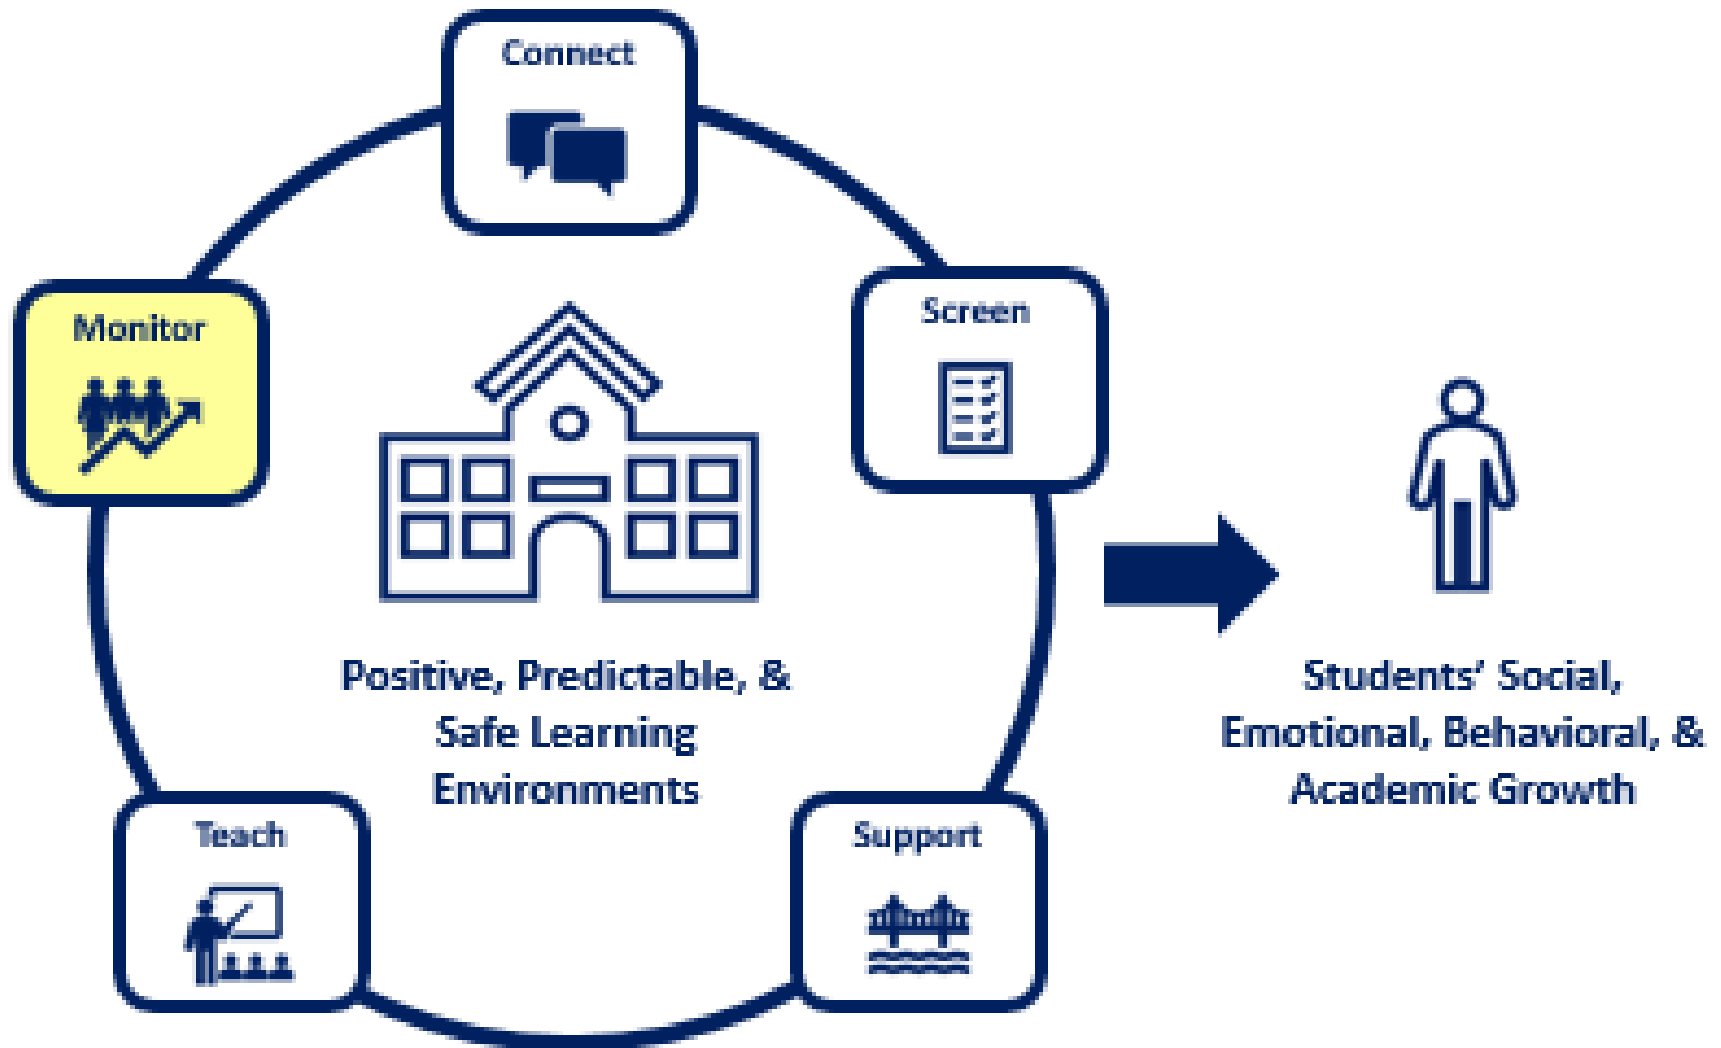 Connect
Monitor
Screen
Positive, Predictable, &
Safe Learning
Environments
Students' Social,
Emotional, Behavioral, &
Academic Growth
Teach
Support